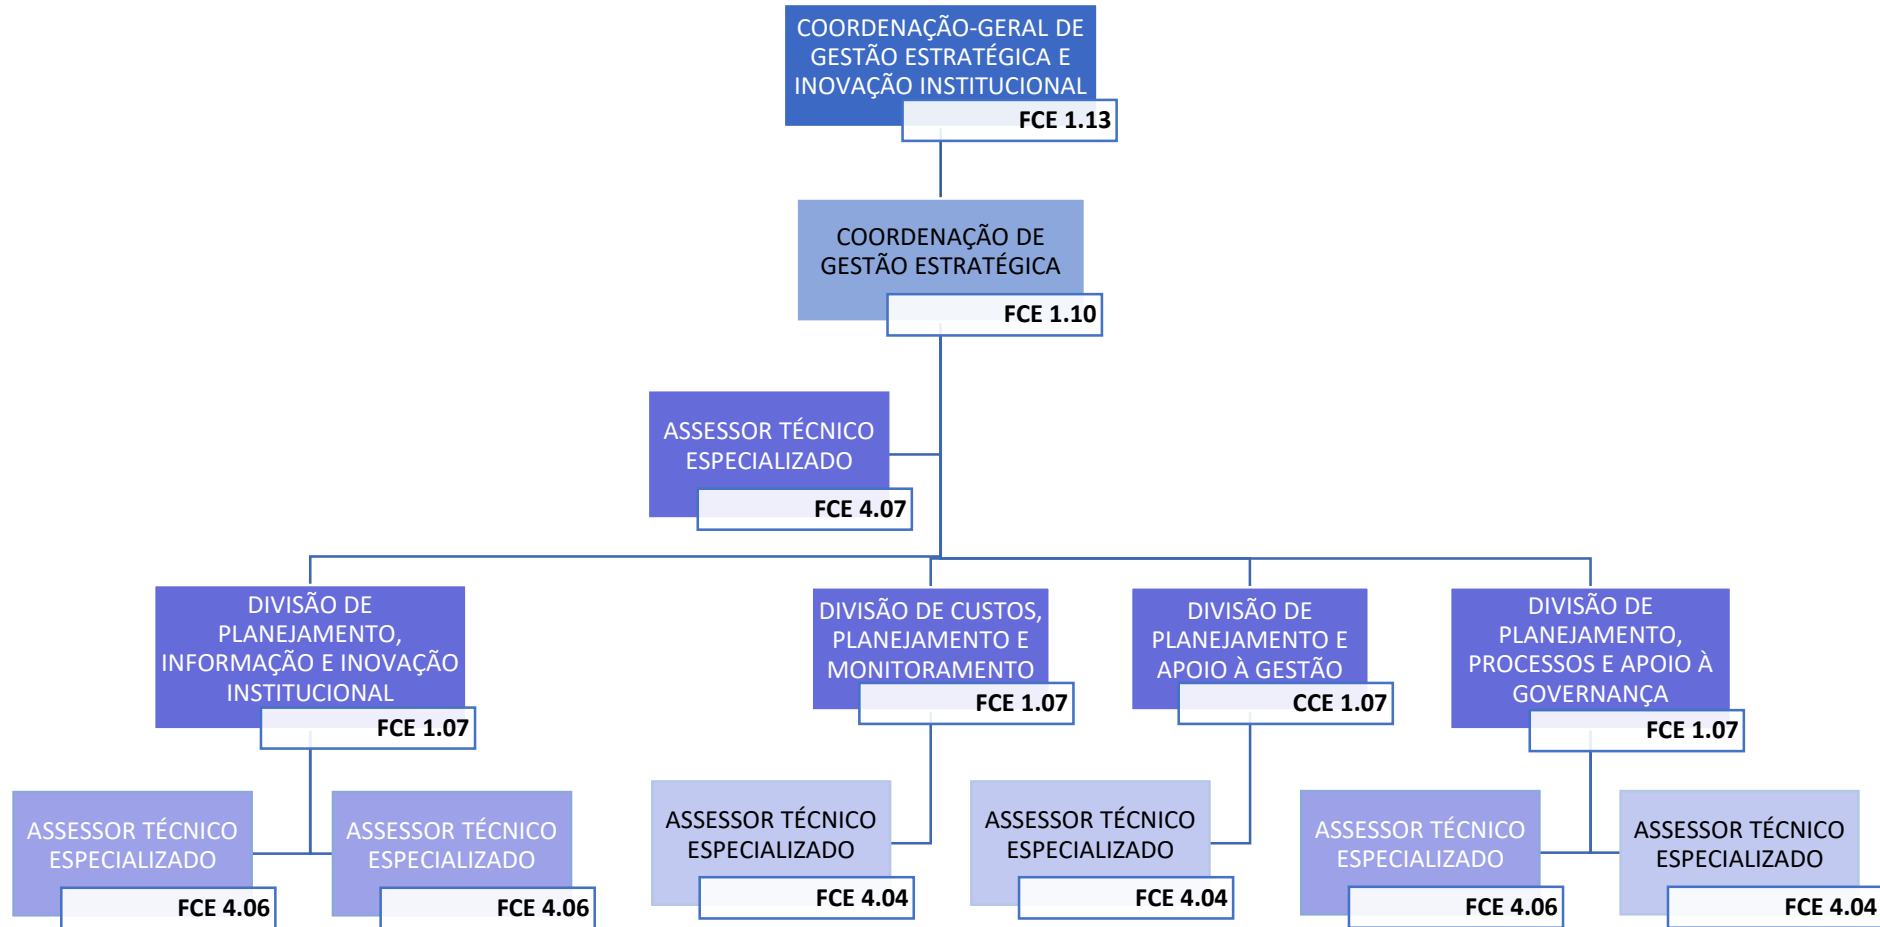 COORDENAÇÃO-GERAL DE
GESTÃO ESTRATÉGICA E
INOVAÇÃO INSTITUCIONAL
FCE 1.13
COORDENAÇÃO DE
GESTÃO ESTRATÉGICA
FCE 1.10
ASSESSOR TÉCNICO
ESPECIALIZADO
FCE 4.07
DIVISÃO DE
PLANEJAMENTO,
INFORMAÇÃO E INOVAÇÃO
INSTITUCIONAL
FCE 1.07
DIVISÃO DE CUSTOS,
PLANEJAMENTO E
MONITORAMENTO
FCE 1.07
DIVISÃO DE
PLANEJAMENTO E
APOIO À GESTÃO
CCE 1.07
DIVISÃO DE
PLANEJAMENTO,
PROCESSOS E APOIO À
GOVERNANÇA
FCE 1.07
ASSESSOR TÉCNICO
ESPECIALIZADO
FCE 4.06
ASSESSOR TÉCNICO
ESPECIALIZADO
FCE 4.06
ASSESSOR TÉCNICO
ESPECIALIZADO
FCE 4.04
ASSESSOR TÉCNICO
ESPECIALIZADO
FCE 4.04
ASSESSOR TÉCNICO
ESPECIALIZADO
FCE 4.06
ASSESSOR TÉCNICO
ESPECIALIZADO
FCE 4.04